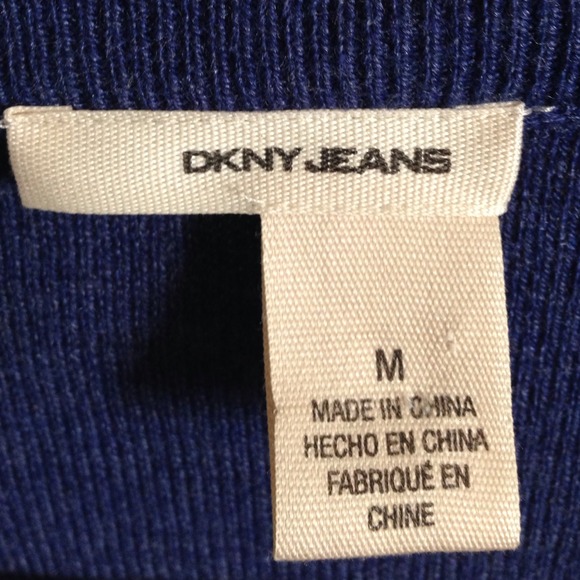 DKNY JEANS
M
MADE IN CHINA
HECHO EN CHINA
FABRIQUÉ EN
CHINE